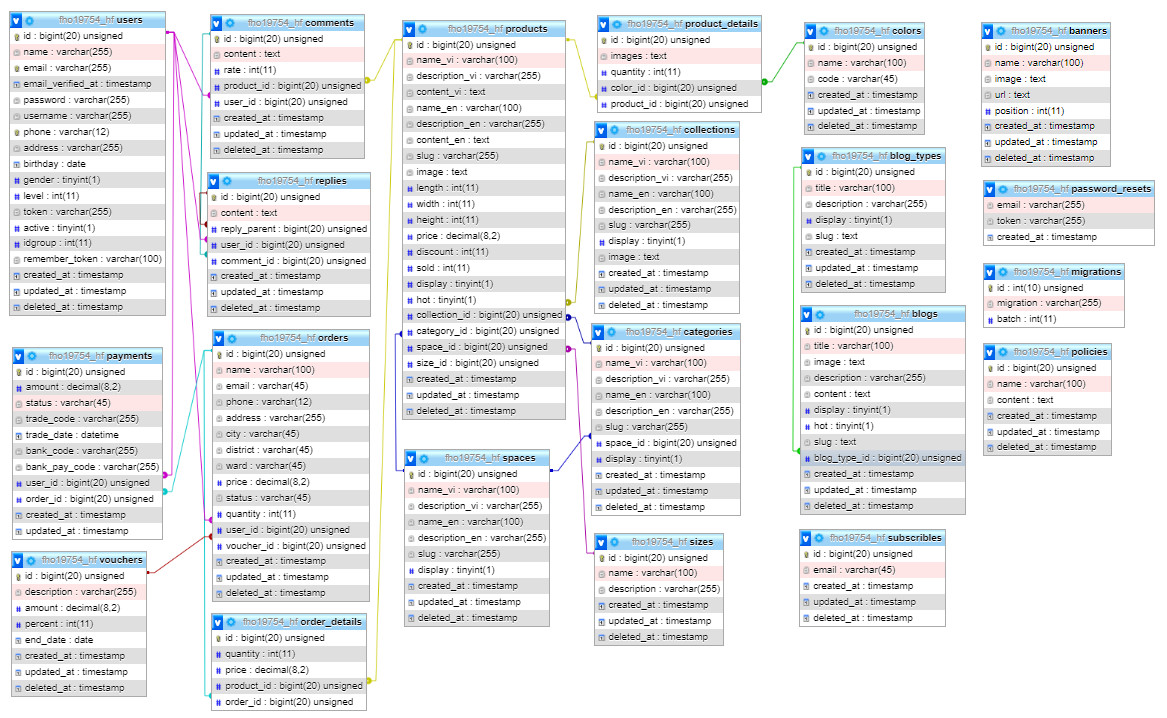 fho19754_hf users
id : bigint(20) unsigned
name : varchar(255)
email : varchar(255)
email_verified_at : timestamp
password : varchar(255)
username : varchar(255)
phone : varchar(12)
address : varchar(255)
birthday : date
gender : tinyint(1)
level : int(11)
token : varchar(255)
active : tinyint(1)
idgroup : int(11)
remember_token : varchar(100)
created_at : timestamp
updated_at : timestamp
deleted_at : timestamp
fho19754_hf payments
id : bigint(20) unsigned
amount : decimal(8,2)
status : varchar(45)
trade_code : varchar(255)
trade_date : datetime
bank_code : varchar(255)
bank_pay_code : varchar(255)
user_id : bigint(20) unsigned
order_id : bigint(20) unsigned
created_at : timestamp
updated_at : timestamp
fho19754_hf vouchers
id : bigint(20) unsigned
description : varchar(255)
amount : decimal(8,2)
percent : int(11)
end_date : date
created_at : timestamp
updated_at : timestamp
deleted_at : timestamp
fho19754_hf comments
id : bigint(20) unsigned
content : text
rate : int(11)
product_id : bigint(20) unsigned
user_id : bigint(20) unsigned
created_at : timestamp
updated_at : timestamp
deleted_at : timestamp
fho19754_hf replies
id : bigint(20) unsigned
content : text
reply_parent : bigint(20) unsigned
user_id : bigint(20) unsigned
comment_id : bigint(20) unsigned
created_at : timestamp
updated_at : timestamp
deleted_at : timestamp
fho19754_hf orders
id : bigint(20) unsigned
name : varchar(100)
email : varchar(45)
phone : varchar(12)
address : varchar(255)
city : varchar(45)
district : varchar(45)
ward : varchar(45)
price : decimal(8,2)
status : varchar(45)
quantity : int(11)
user_id : bigint(20) unsigned
voucher_id : bigint(20) unsigned
created_at : timestamp
updated_at : timestamp
deleted_at : timestamp
fho19754_hf order_details
id : bigint(20) unsigned
quantity : int(11)
price : decimal(8,2)
product_id : bigint(20) unsigned
order_id : bigint(20) unsigned
fho19754_hf products
id : bigint(20) unsigned
name_vi : varchar(100)
description_vi : varchar(255)
content_vi : text
name_en : varchar(100)
description_en : varchar(255)
content_en : text
slug : varchar(255)
image : text
length : int(11)
width : int(11)
height : int(11)
price : decimal(8,2)
discount : int(11)
sold : int(11)
display : tinyint(1)
hot : tinyint(1)
collection_id : bigint(20) unsigned
category_id : bigint(20) unsigned
space_id : bigint(20) unsigned
size_id : bigint(20) unsigned
created_at : timestamp
updated_at : timestamp
deleted_at : timestamp
fho19754_hf spaces
id : bigint(20) unsigned
name_vi : varchar(100)
description_vi : varchar(255)
name_en : varchar(100)
description_en : varchar(255)
slug : varchar(255)
display : tinyint(1)
created_at : timestamp
updated_at : timestamp
deleted_at : timestamp
fho19754_hf product_details
id : bigint(20) unsigned
images : text
quantity : int(11)
color_id : bigint(20) unsigned
product_id : bigint(20) unsigned
fho19754_hf collections
id : bigint(20) unsigned
name_vi : varchar(100)
description_vi : varchar(255)
name_en : varchar(100)
description_en : varchar(255)
slug : varchar(255)
display : tinyint(1)
image : text
created_at : timestamp
updated_at : timestamp
deleted_at : timestamp
fho19754_hf categories
id : bigint(20) unsigned
name_vi : varchar(100)
description_vi : varchar(255)
name_en : varchar(100)
description_en : varchar(255)
slug : varchar(255)
space_id : bigint(20) unsigned
display : tinyint(1)
created_at : timestamp
updated_at : timestamp
deleted_at : timestamp
fho19754_hf sizes
id : bigint(20) unsigned
name : varchar(100)
description : varchar(255)
created_at : timestamp
updated_at : timestamp
deleted_at : timestamp
fho19754_hf colors
id : bigint(20) unsigned
name : varchar(100)
code : varchar(45)
created_at : timestamp
updated_at : timestamp
deleted_at : timestamp
fho19754_hf blog_types
id : bigint(20) unsigned
title : varchar(100)
description : varchar(255)
display : tinyint(1)
slug : text
created_at : timestamp
updated_at : timestamp
deleted_at : timestamp
fho19754_hf blogs
id : bigint(20) unsigned
title : varchar(100)
image : text
description : varchar(255)
content : text
display : tinyint(1)
hot : tinyint(1)
slug : text
blog_type_id : bigint(20) unsigned
created_at : timestamp
updated_at : timestamp
deleted_at : timestamp
fho19754_hf subscribles
id : bigint(20) unsigned
email : varchar(45)
created_at : timestamp
updated_at : timestamp
deleted_at : timestamp
fho19754_hf banners
id : bigint(20) unsigned
name : varchar(100)
image : text
url : text
position : int(11)
created_at : timestamp
updated_at : timestamp
deleted_at : timestamp
fho19754_hf password_resets
email : varchar(255)
token : varchar(255)
created_at : timestamp
fho19754_hf migrations
id : int(10) unsigned
migration : varchar(255)
batch : int(11)
fho19754_hf policies
id : bigint(20) unsigned
name : varchar(100)
content : text
created_at : timestamp
updated_at : timestamp
deleted_at : timestamp